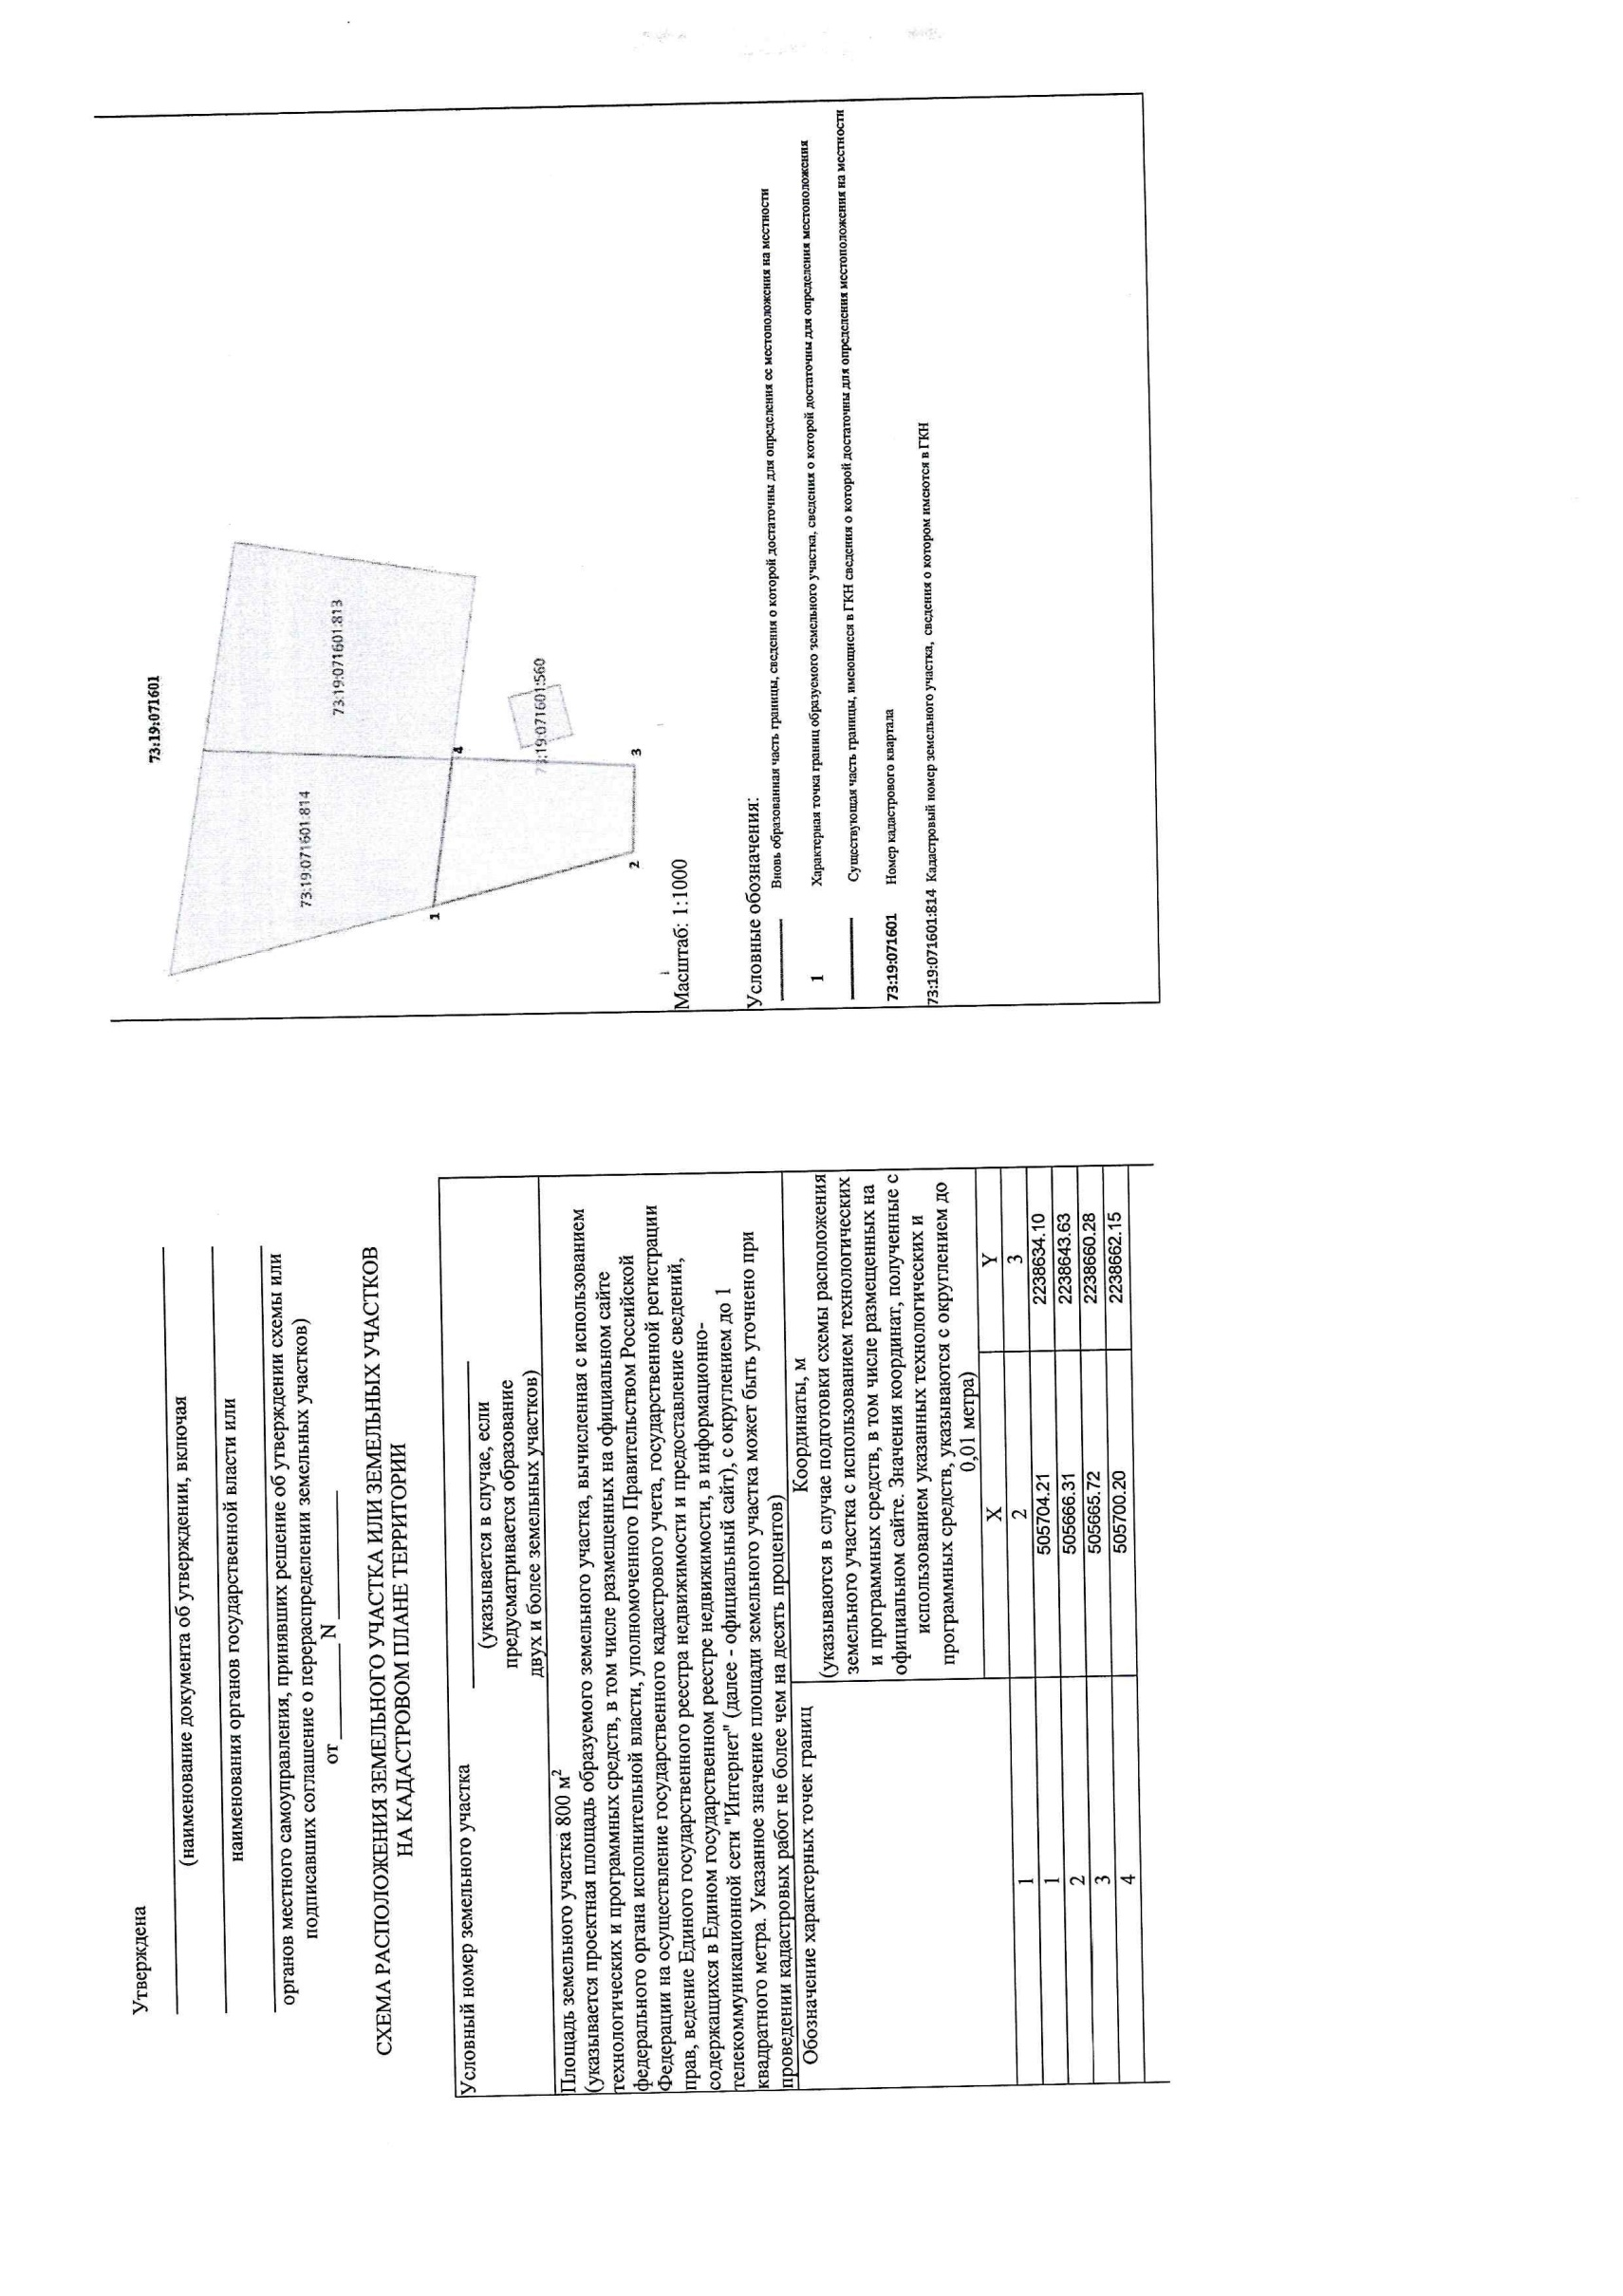 Утверждена
(наименование документа об утверждении, включая
наименования органов государственной власти или
органов местного самоуправления, принявших решение об утверждении схемы или
подписавших соглашение о перераспределении земельных участков)
от ________ N __________
СХЕМА РАСПОЛОЖЕНИЯ ЗЕМЕЛЬНОГО УЧАСТКА ИЛИ ЗЕМЕЛЬНЫХ УЧАСТКОВ
НА КАДАСТРОВОМ ПЛАНЕ ТЕРРИТОРИИ
Условный номер земельного участка
(указывается в случае, если
предусматривается образование
двух и более земельных участков)
Площадь земельного участка 800 м²
(указывается проектная площадь образуемого земельного участка, вычисленная с использованием
технологических и программных средств, в том числе размещенных на официальном сайте
федерального органа исполнительной власти, уполномоченного Правительством Российской
Федерации на осуществление государственного кадастрового учета, государственной регистрации
прав, ведение Единого государственного реестра недвижимости и предоставление сведений,
содержащихся в Едином государственном реестре недвижимости, в информационно-
телекоммуникационной сети "Интернет" (далее - официальный сайт), с округлением до 1
квадратного метра. Указанное значение площади земельного участка может быть уточнено при
проведении кадастровых работ не более чем на десять процентов)
Обозначение характерных точек границ
Координаты, м
(указываются в случае подготовки схемы расположения
земельного участка с использованием технологических
и программных средств, в том числе размещенных на
официальном сайте. Значения координат, полученные с
использованием указанных технологических и
программных средств, указываются с округлением до
0,01 метра)
X Y
1 2 3
1 505704.21 2238634.10
2 505666.31 2238643.63
3 505665.72 2238660.28
4 505700.20 2238662.15
73:19:071601
73:19:071601:814
73:19:071601:813
73:19:071601:560
1
4
2
3
Масштаб: 1:1000
Условные обозначения:
Вновь образованная часть границы, сведения о которой достаточны для определения ее местоположения на местности
1 Характерная точка границ образуемого земельного участка, сведения о которой достаточны для определения местоположения
Существующая часть границы, имеющиеся в ГКН сведения о которой достаточны для определения местоположения на местности
73:19:071601 Номер кадастрового квартала
73:19:071601:814 Кадастровый номер земельного участка, сведения о котором имеются в ГКН